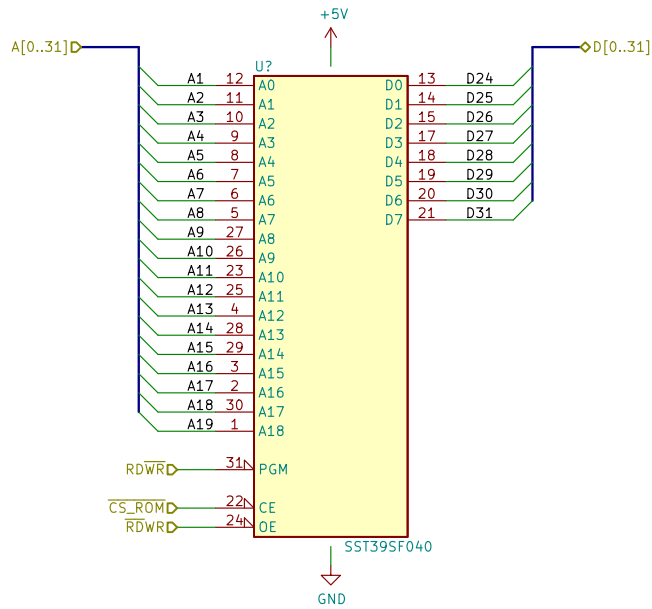 +5V
A[0..31]
D[0..31]
U?
A1 12 A0 D0 13 D24
A2 11 A1 D1 14 D25
A3 10 A2 D2 15 D26
A4 9 A3 D3 17 D27
A5 8 A4 D4 18 D28
A6 7 A5 D5 19 D29
A7 6 A6 D6 20 D30
A8 5 A7 D7 21 D31
A9 27 A8
A10 26 A9
A11 23 A10
A12 25 A11
A13 4 A12
A14 28 A13
A15 29 A14
A16 3 A15
A17 2 A16
A18 30 A17
A19 1 A18
RDWR 31 PGM
CS_ROM 22 CE
RDWR 24 OE
SST39SF040
GND